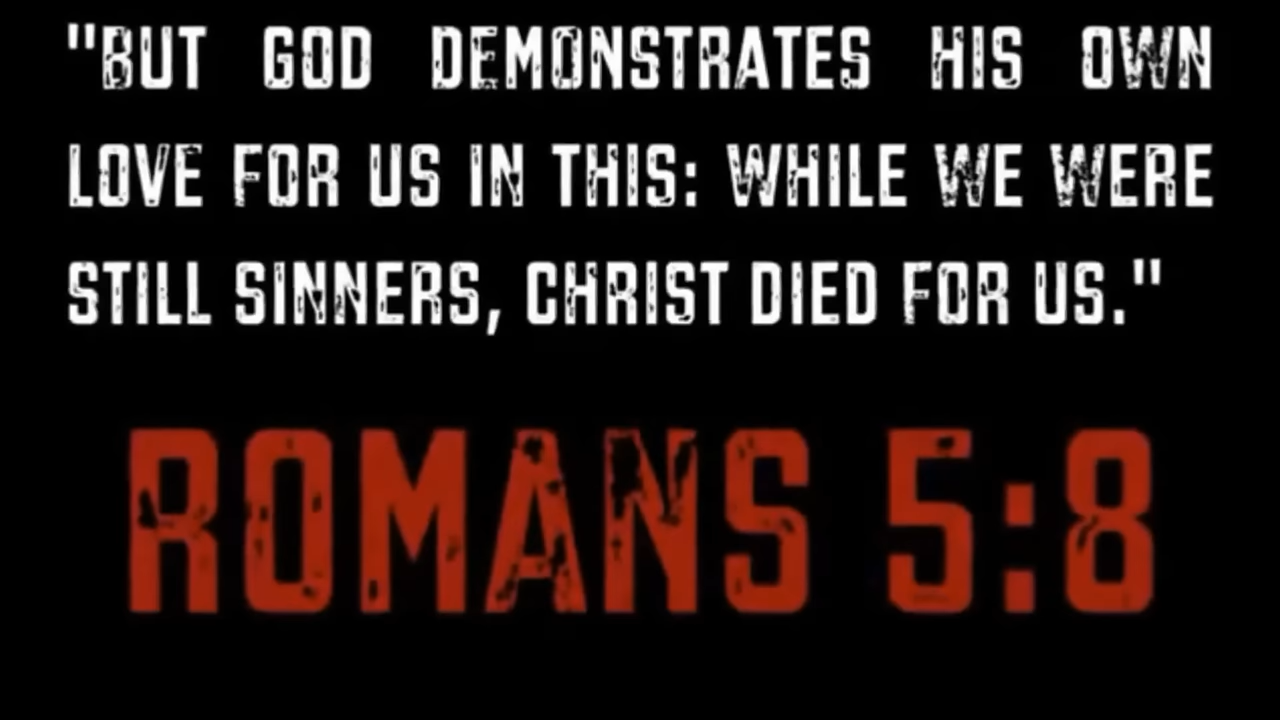 "BUT GOD DEMONSTRATES HIS OWN
LOVE FOR US IN THIS: WHILE WE WERE
STILL SINNERS, CHRIST DIED FOR US."
ROMANS 5:8